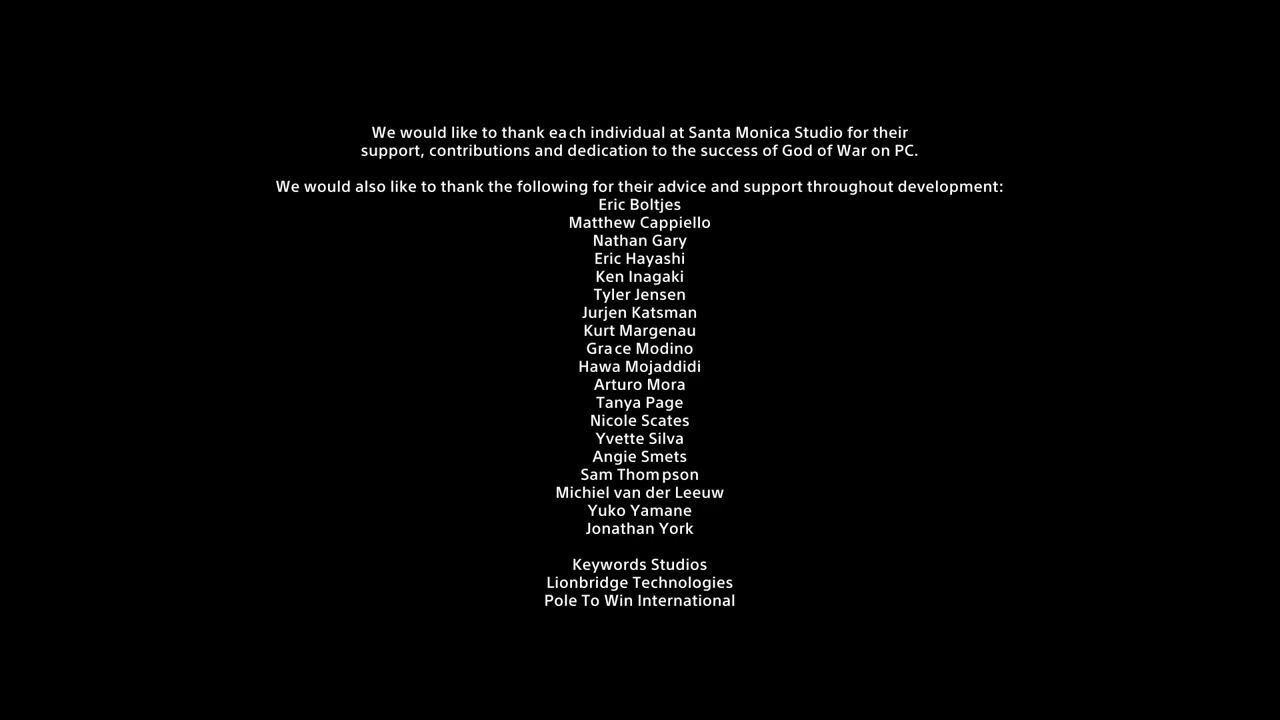 We would like to thank each individual at Santa Monica Studio for their
support, contributions and dedication to the success of God of War on PC.
We would also like to thank the following for their advice and support throughout development:
Eric Boltjes
Matthew Cappiello
Nathan Gary
Eric Hayashi
Ken Inagaki
Tyler Jensen
Jurjen Katsman
Kurt Margenau
Grace Modino
Hawa Mojaddidi
Arturo Mora
Tanya Page
Nicole Scates
Yvette Silva
Angie Smets
Sam Thompson
Michiel van der Leeuw
Yuko Yamane
Jonathan York
Keywords Studios
Lionbridge Technologies
Pole To Win International